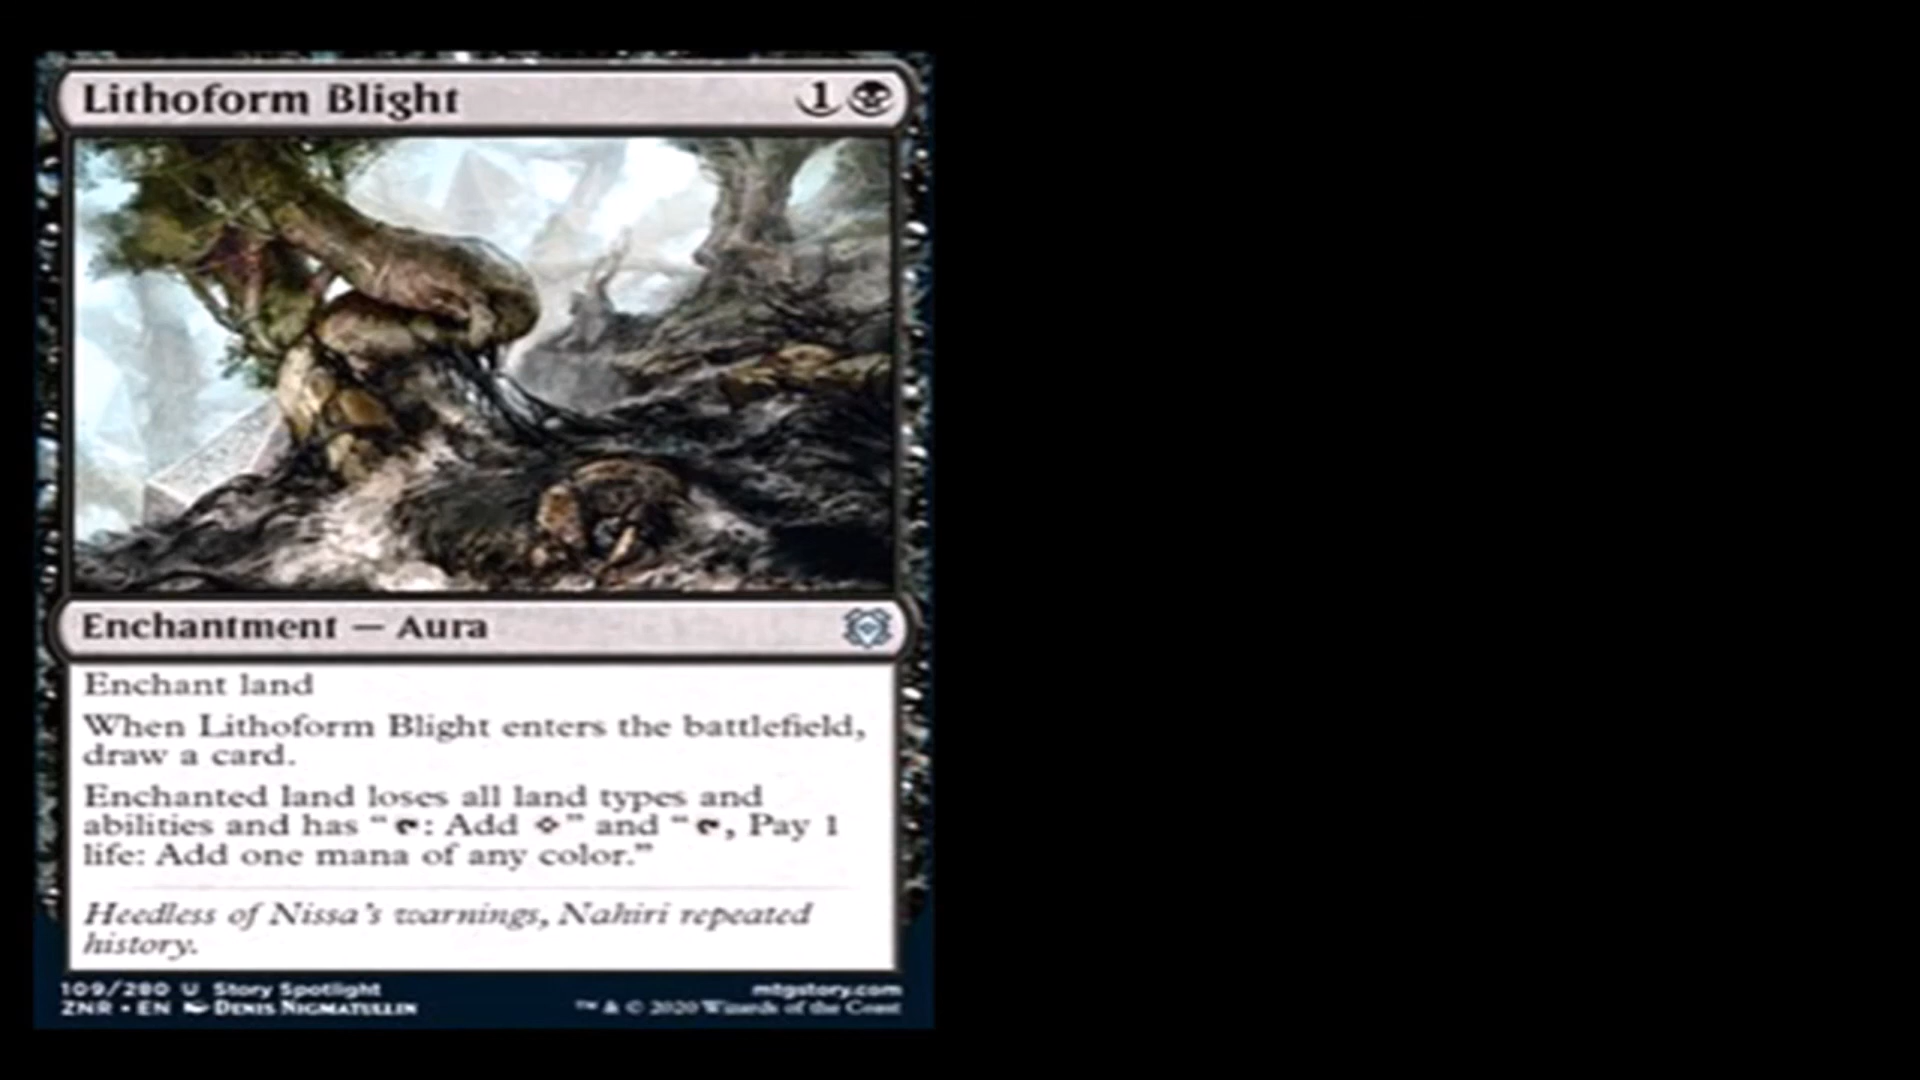 Lithoform Blight 1
Enchantment — Aura
Enchant land
When Lithoform Blight enters the battlefield,
draw a card.
Enchanted land loses all land types and
abilities and has “ : Add ” and “ , Pay 1
life: Add one mana of any color.”
Heedless of Nissa's warnings, Nahiri repeated
history.
109/280 U Story Spotlight
mtgstory.com
ZNR • EN Denis Nigmatullin
™ & © 2020 Wizards of the Coast